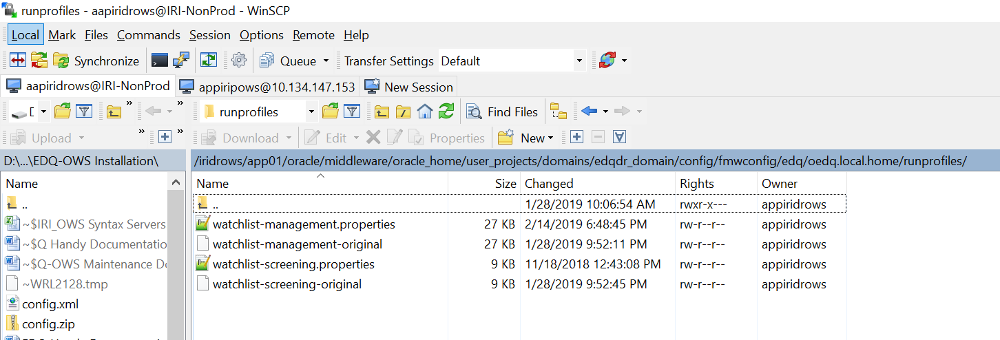 runprofiles - aapiridrows@IRI-NonProd - WinSCP
Local Mark Files Commands Session Options Remote Help
Synchronize Queue Transfer Settings Default
aapiridrows@IRI-NonProd appiripows@10.134.147.153 New Session
runprofiles Find Files
Upload Download Edit Properties New
D:\...\EDQ-OWS Installation\ /iridrows/app01/oracle/middleware/oracle_home/user_projects/domains/edqdr_domain/config/fmwconfig/edq/oedq.local.home/runprofiles/
Name Name Size Changed Rights Owner
.. .. 1/28/2019 10:06:54 AM rwxr-x--- appiridrows
~$IRI_OWS Syntax Servers watchlist-management.properties 27 KB 2/14/2019 6:48:45 PM rw-r--r-- appiridrows
~$Q Handy Documentatio watchlist-management-original 27 KB 1/28/2019 9:52:11 PM rw-r--r-- appiridrows
~$Q-OWS Maintenance Do watchlist-screening.properties 9 KB 11/18/2018 12:43:08 PM rw-r--r-- appiridrows
~WRL2128.tmp watchlist-screening-original 9 KB 1/28/2019 9:52:45 PM rw-r--r-- appiridrows
config.xml
config.zip